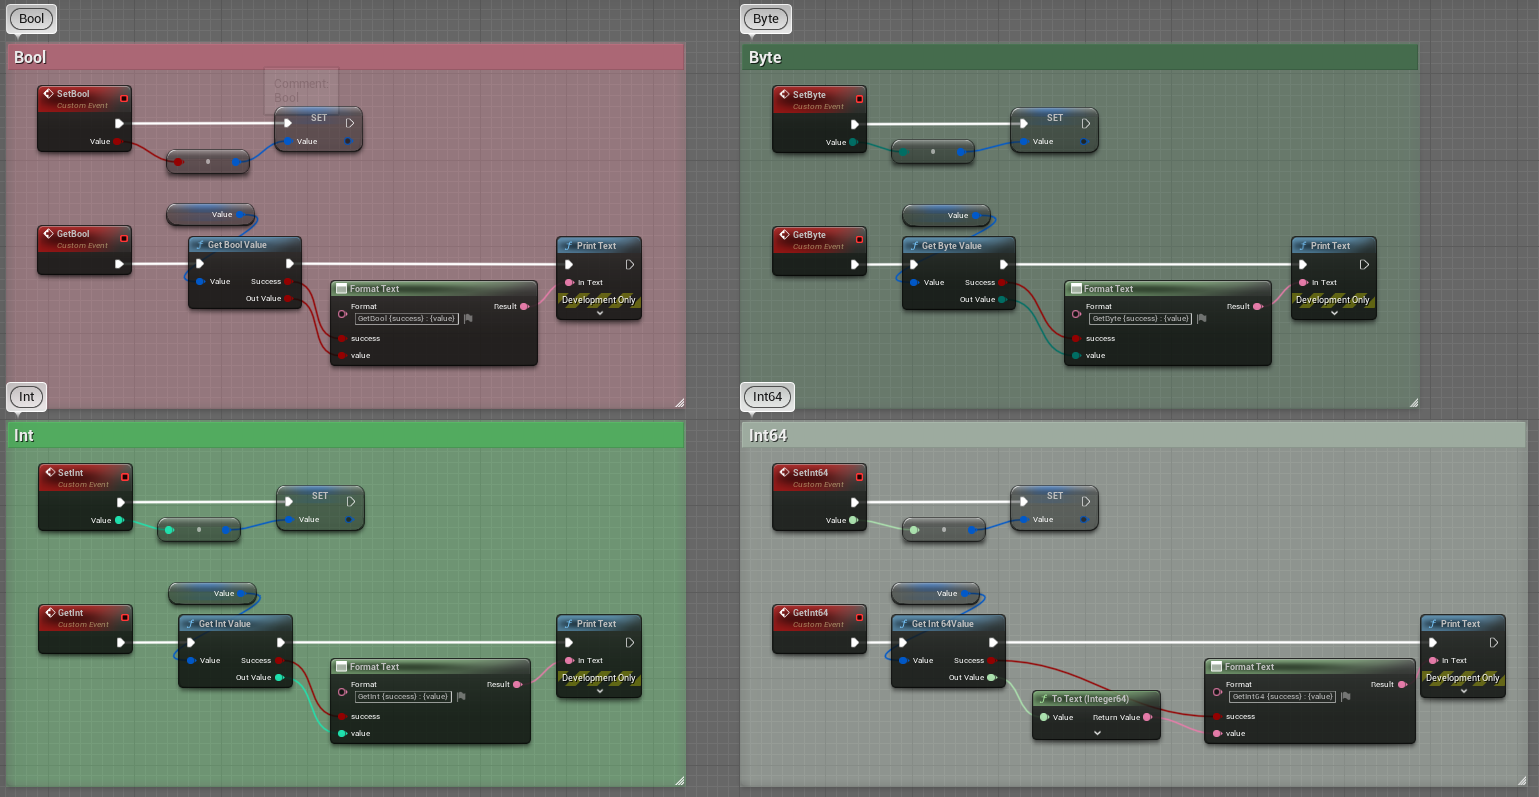 Bool
Bool
Comment:
Bool
SetBool
Custom Event
Value
SET
Value
Value
GetBool
Custom Event
Get Bool Value
Value
Success
Out Value
Format Text
Format
GetBool {success} : {value}
Result
success
value
Print Text
In Text
Development Only
Byte
Byte
SetByte
Custom Event
Value
SET
Value
Value
GetByte
Custom Event
Get Byte Value
Value
Success
Out Value
Format Text
Format
GetByte {success} : {value}
Result
success
value
Print Text
In Text
Development Only
Int
Int
SetInt
Custom Event
Value
SET
Value
Value
GetInt
Custom Event
Get Int Value
Value
Success
Out Value
Format Text
Format
GetInt {success} : {value}
Result
success
value
Print Text
In Text
Development Only
Int64
Int64
SetInt64
Custom Event
Value
SET
Value
Value
GetInt64
Custom Event
Get Int 64Value
Value
Success
Out Value
To Text (Integer64)
Value
Return Value
Format Text
Format
GetInt64 {success} : {value}
Result
success
value
Print Text
In Text
Development Only